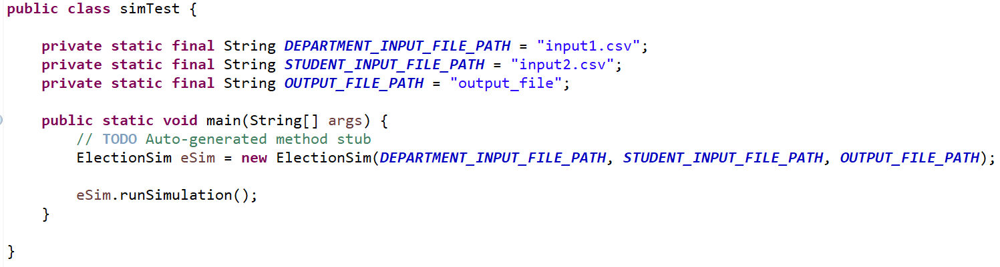 public class simTest {
    private static final String DEPARTMENT_INPUT_FILE_PATH = "input1.csv";
    private static final String STUDENT_INPUT_FILE_PATH = "input2.csv";
    private static final String OUTPUT_FILE_PATH = "output_file";
    public static void main(String[] args) {
        // TODO Auto-generated method stub
        ElectionSim eSim = new ElectionSim(DEPARTMENT_INPUT_FILE_PATH, STUDENT_INPUT_FILE_PATH, OUTPUT_FILE_PATH);
        eSim.runSimulation();
    }
}